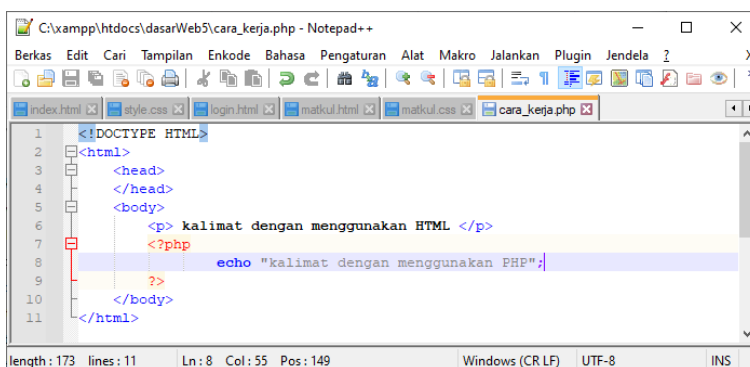 C:\xampp\htdocs\dasarWeb5\cara_kerja.php - Notepad++
Berkas Edit Cari Tampilan Enkode Bahasa Pengaturan Alat Makro Jalankan Plugin Jendela ? X
index.html style.css login.html matkul.html matkul.css cara_kerja.php
1 <!DOCTYPE HTML>
2 <html>
3 <head>
4 </head>
5 <body>
6 <p> kalimat dengan menggunakan HTML </p>
7 <?php
8 echo "kalimat dengan menggunakan PHP";
9 ?>
10 </body>
11 </html>
length : 173 lines : 11 Ln : 8 Col : 55 Pos : 149 Windows (CR LF) UTF-8 INS